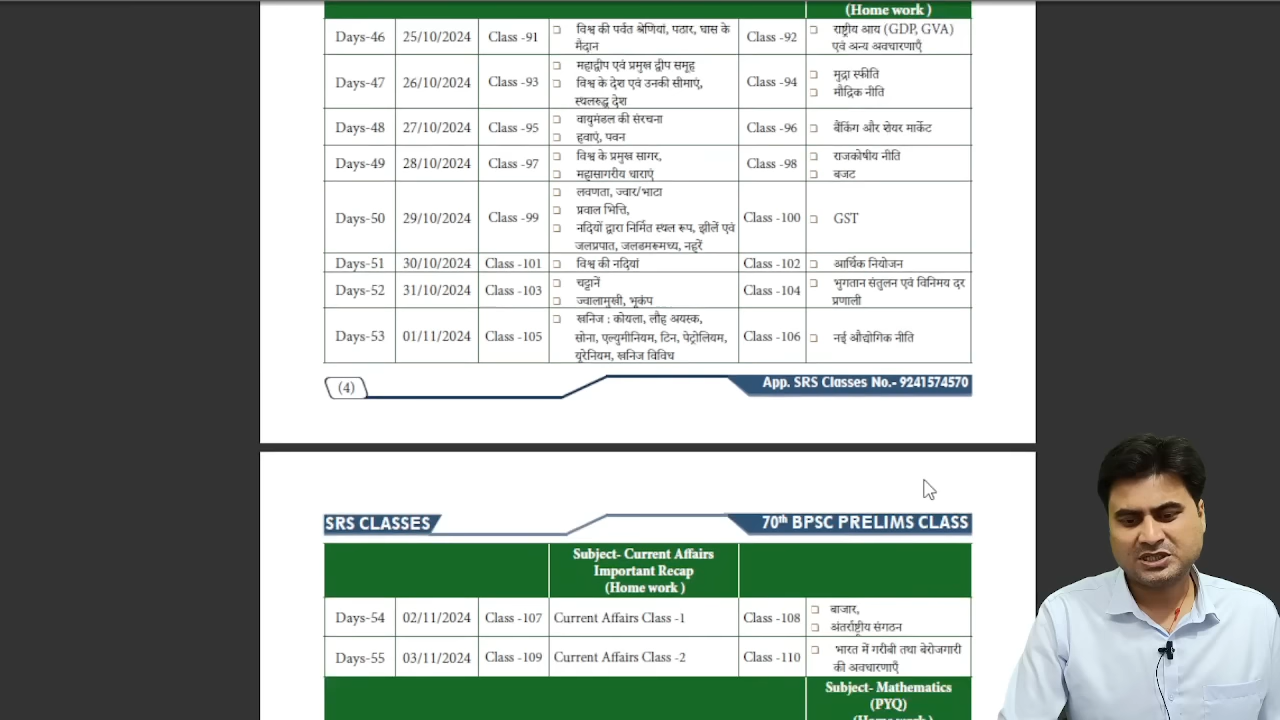 (Home work )
Days-46 25/10/2024 Class -91 ❑ विश्व की पर्वत श्रेणियां, पठार, घास के मैदान Class -92 ❑ राष्ट्रीय आय (GDP, GVA) एवं अन्य अवधारणाएँ
Days-47 26/10/2024 Class -93 ❑ महाद्वीप एवं प्रमुख द्वीप समूह ❑ विश्व के देश एवं उनकी सीमाएं, स्थलरुद्ध देश Class -94 ❑ मुद्रा स्फीति ❑ मौद्रिक नीति
Days-48 27/10/2024 Class -95 ❑ वायुमंडल की संरचना ❑ हवाएं, पवन Class -96 ❑ बैंकिंग और शेयर मार्केट
Days-49 28/10/2024 Class -97 ❑ विश्व के प्रमुख सागर, ❑ महासागरीय धाराएं Class -98 ❑ राजकोषीय नीति ❑ बजट
Days-50 29/10/2024 Class -99 ❑ लवणता, ज्वार/भाटा ❑ प्रवाल भित्ति, ❑ नदियों द्वारा निर्मित स्थल रूप, झीलें एवं जलप्रपात, जलडमरूमध्य, नहरें Class -100 ❑ GST
Days-51 30/10/2024 Class -101 ❑ विश्व की नदियां Class -102 ❑ आर्थिक नियोजन
Days-52 31/10/2024 Class -103 ❑ चट्टानें ❑ ज्वालामुखी, भूकंप Class -104 ❑ भुगतान संतुलन एवं विनिमय दर प्रणाली
Days-53 01/11/2024 Class -105 ❑ खनिज : कोयला, लौह अयस्क, सोना, एल्युमीनियम, टिन, पेट्रोलियम, यूरेनियम, खनिज विविध Class -106 ❑ नई औद्योगिक नीति
(4) App. SRS Classes No.- 9241574570
SRS CLASSES 70th BPSC PRELIMS CLASS
Subject- Current Affairs
Important Recap
(Home work )
Days-54 02/11/2024 Class -107 Current Affairs Class -1 Class -108 ❑ बाजार, ❑ अंतर्राष्ट्रीय संगठन
Days-55 03/11/2024 Class -109 Current Affairs Class -2 Class -110 ❑ भारत में गरीबी तथा बेरोजगारी की अवधारणाएँ
Subject- Mathematics
(PYQ)
(Home work )